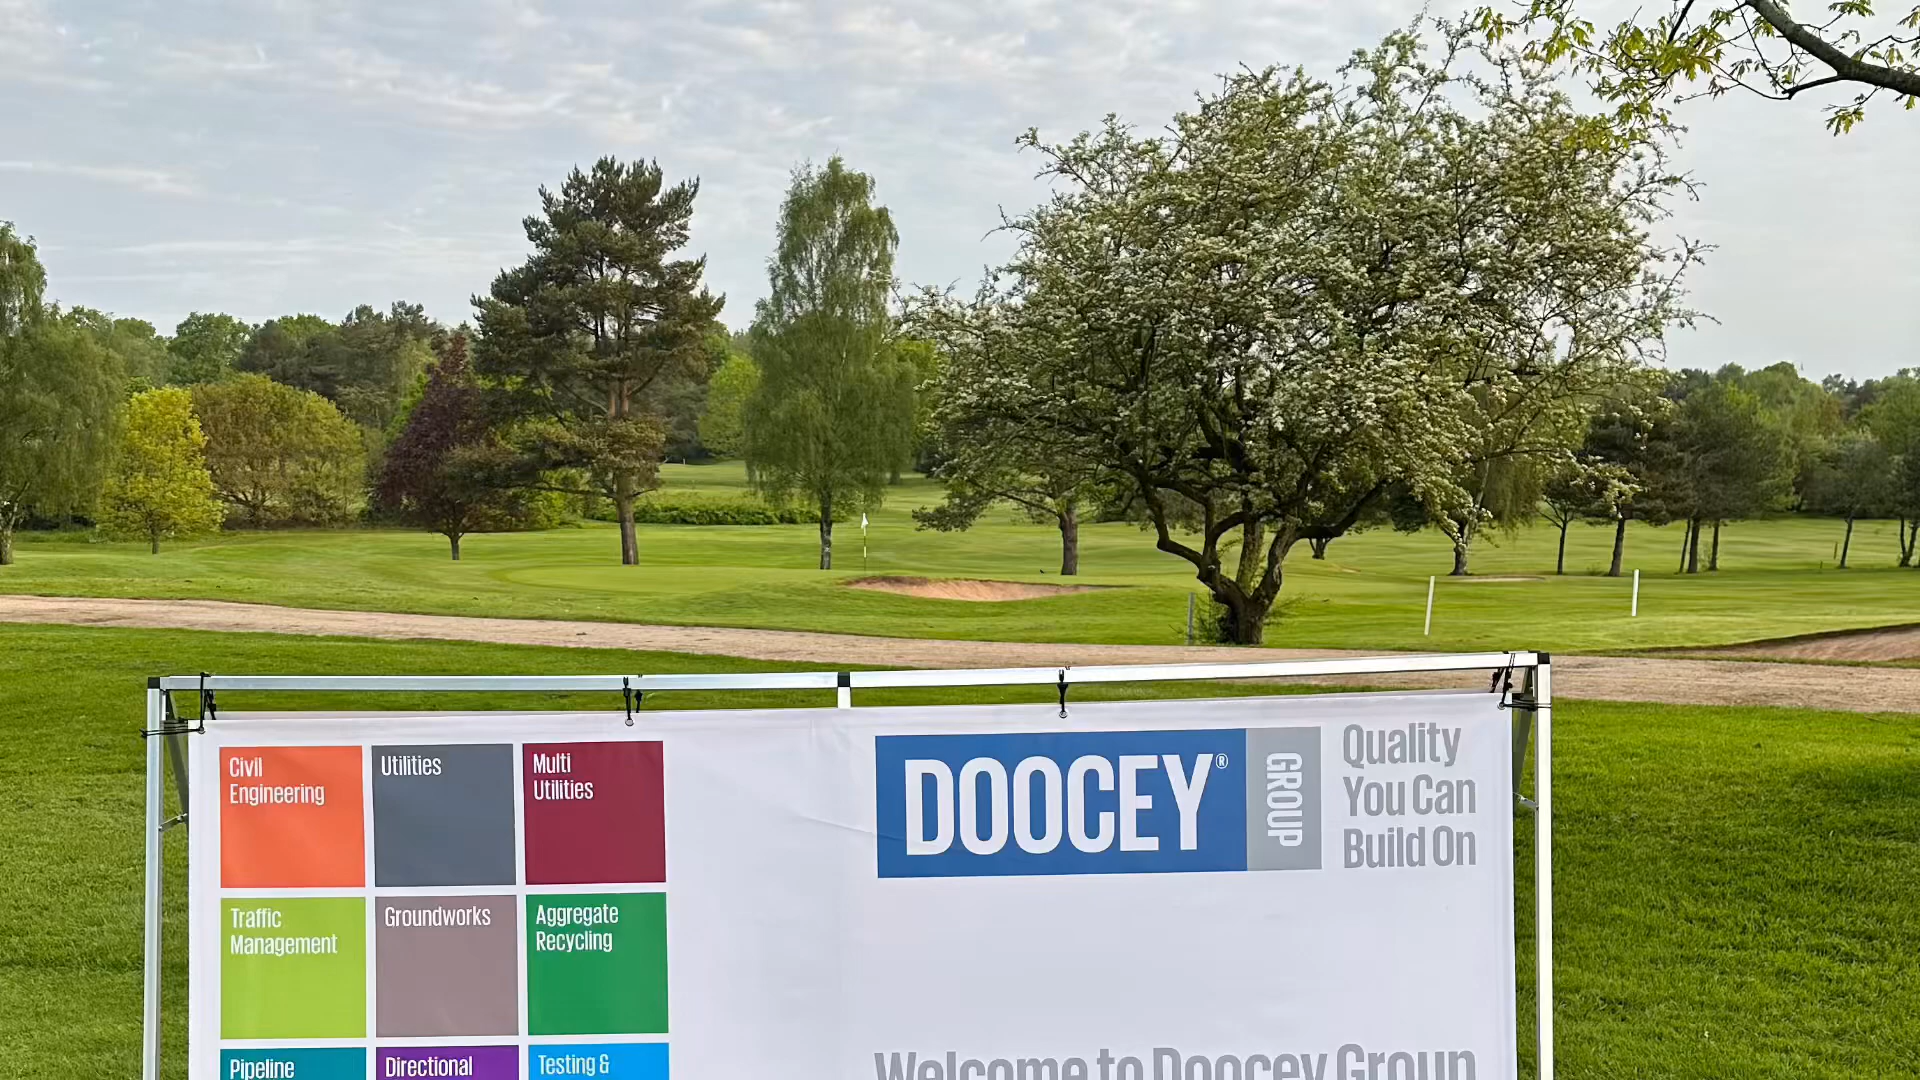 Civil
Engineering
Utilities
Multi
Utilities
Traffic
Management
Groundworks
Aggregate
Recycling
Pipeline
Directional
Testing &
DOOCEY®
GROUP
Quality
You Can
Build On
Welcome to Doocey Group